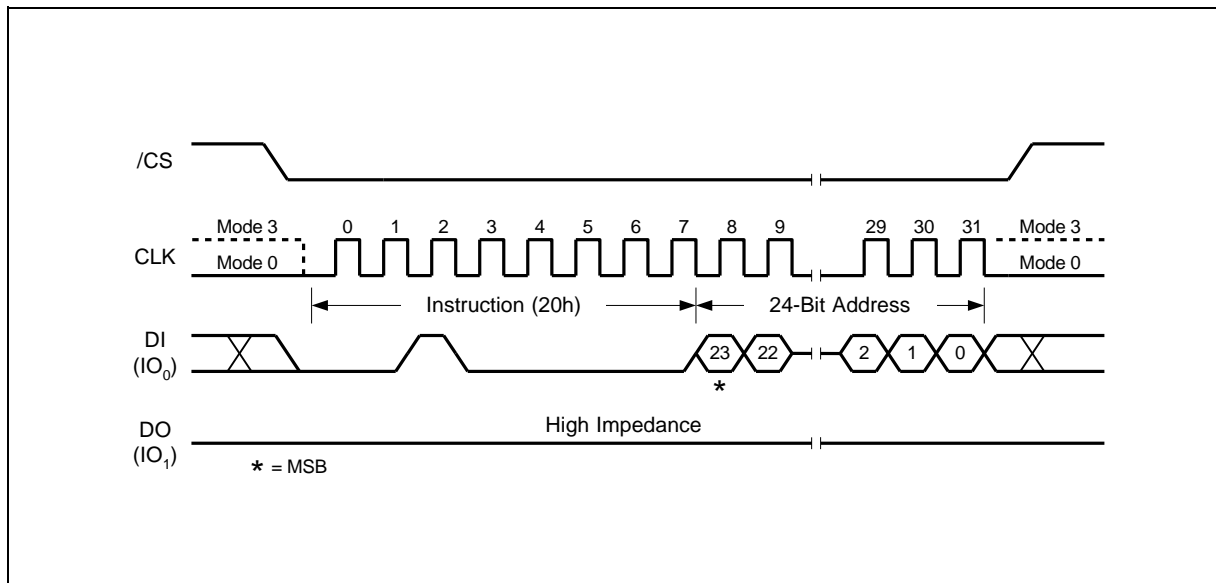 /CS
Mode 3 0 1 2 3 4 5 6 7 8 9 29 30 31 Mode 3
CLK
Mode 0 Mode 0
Instruction (20h) 24-Bit Address
DI
(IO0)
23 22 2 1 0
*
High Impedance
DO
(IO1)
* = MSB